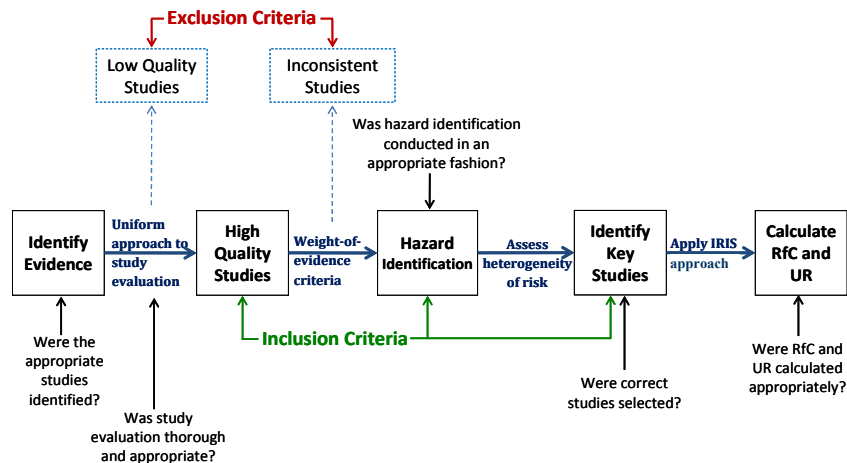 Exclusion Criteria
Low Quality
Studies
Inconsistent
Studies
Was hazard identification
conducted in an
appropriate fashion?
Identify
Evidence
Uniform
approach to
study
evaluation
High
Quality
Studies
Weight-of-
evidence
criteria
Hazard
Identification
Assess
heterogeneity
of risk
Identify
Key
Studies
Apply IRIS
approach
Calculate
RfC and
UR
Inclusion Criteria
Were the
appropriate
studies
identified?
Was study
evaluation thorough
and appropriate?
Were correct
studies selected?
Were RfC and
UR calculated
appropriately?